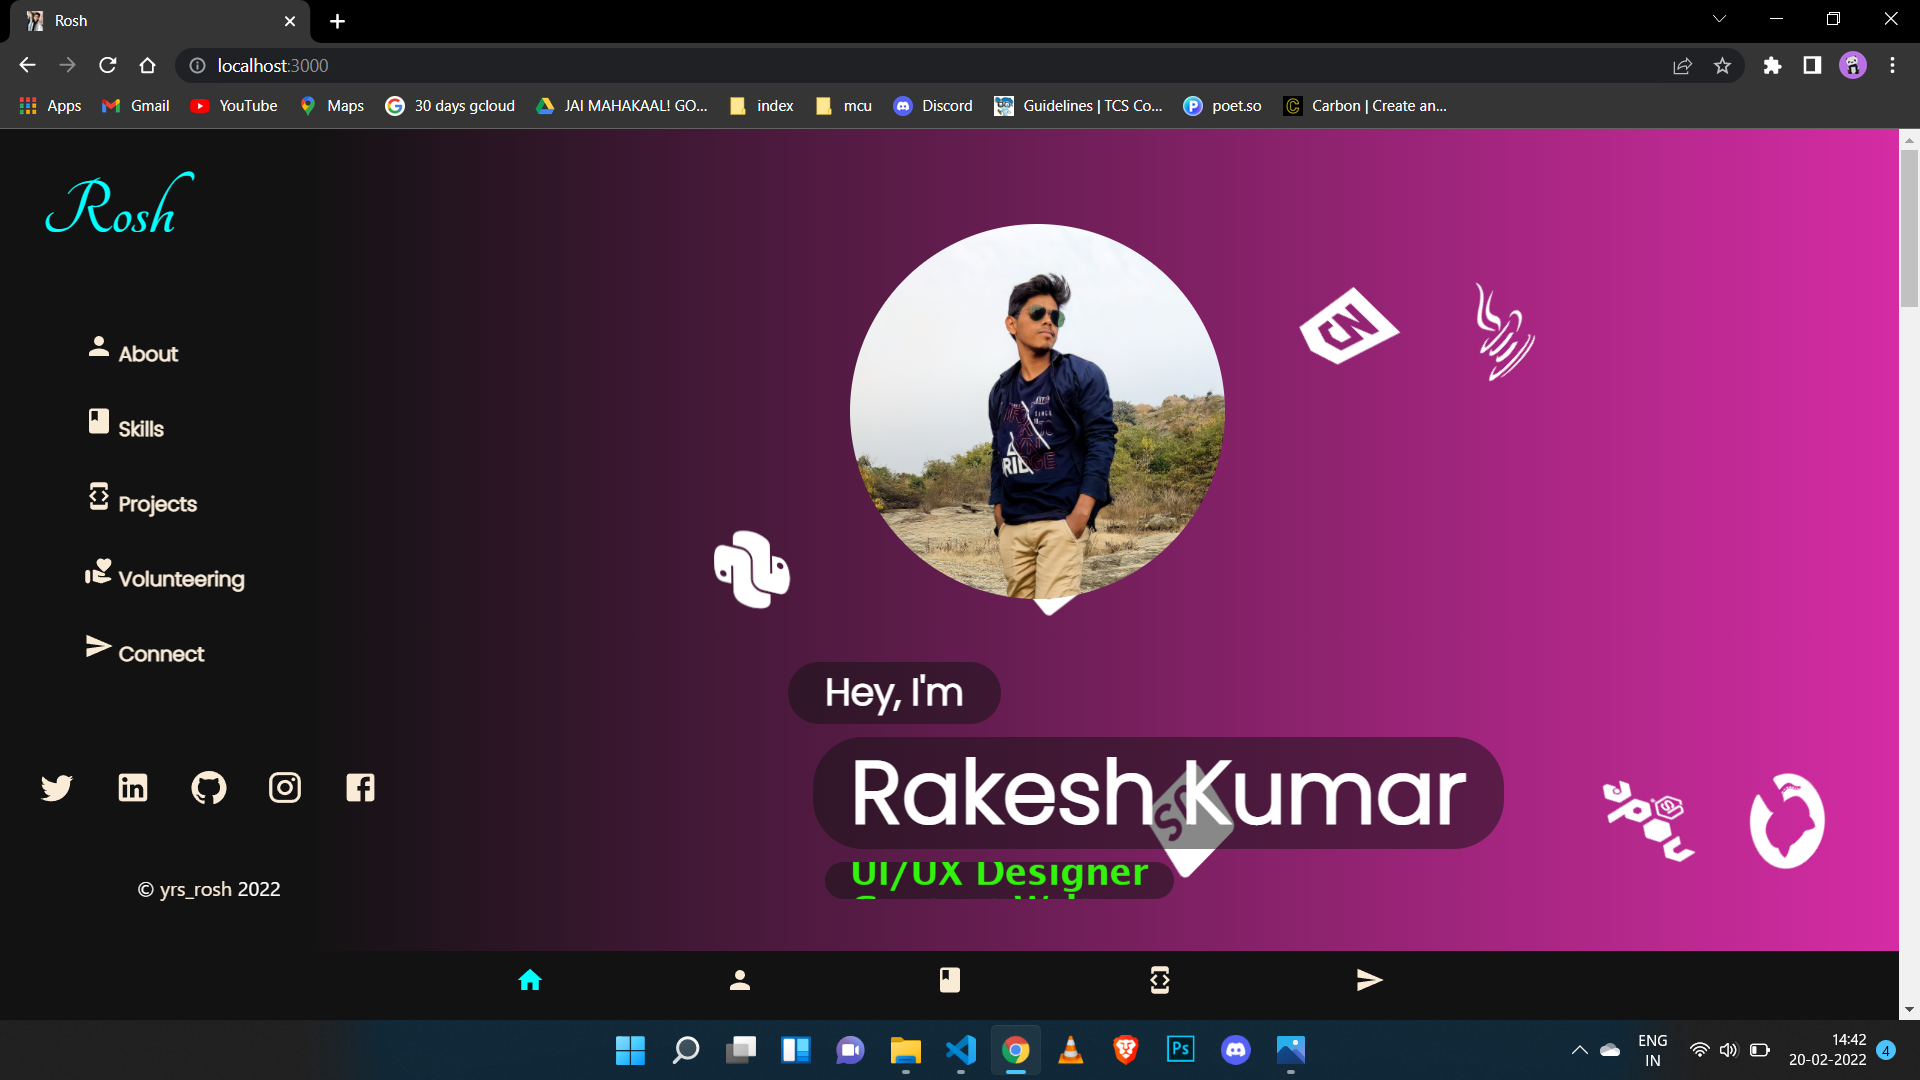 Rosh
localhost:3000
Apps
Gmail
YouTube
Maps
30 days gcloud
JAI MAHAKAAL! GO...
index
mcu
Discord
Guidelines | TCS Co...
poet.so
Carbon | Create an...
Rosh
About
Skills
Projects
Volunteering
Connect
© yrs_rosh 2022
Hey, I'm
Rakesh Kumar
UI/UX Designer
Ps
ENG
IN
14:42
20-02-2022
4